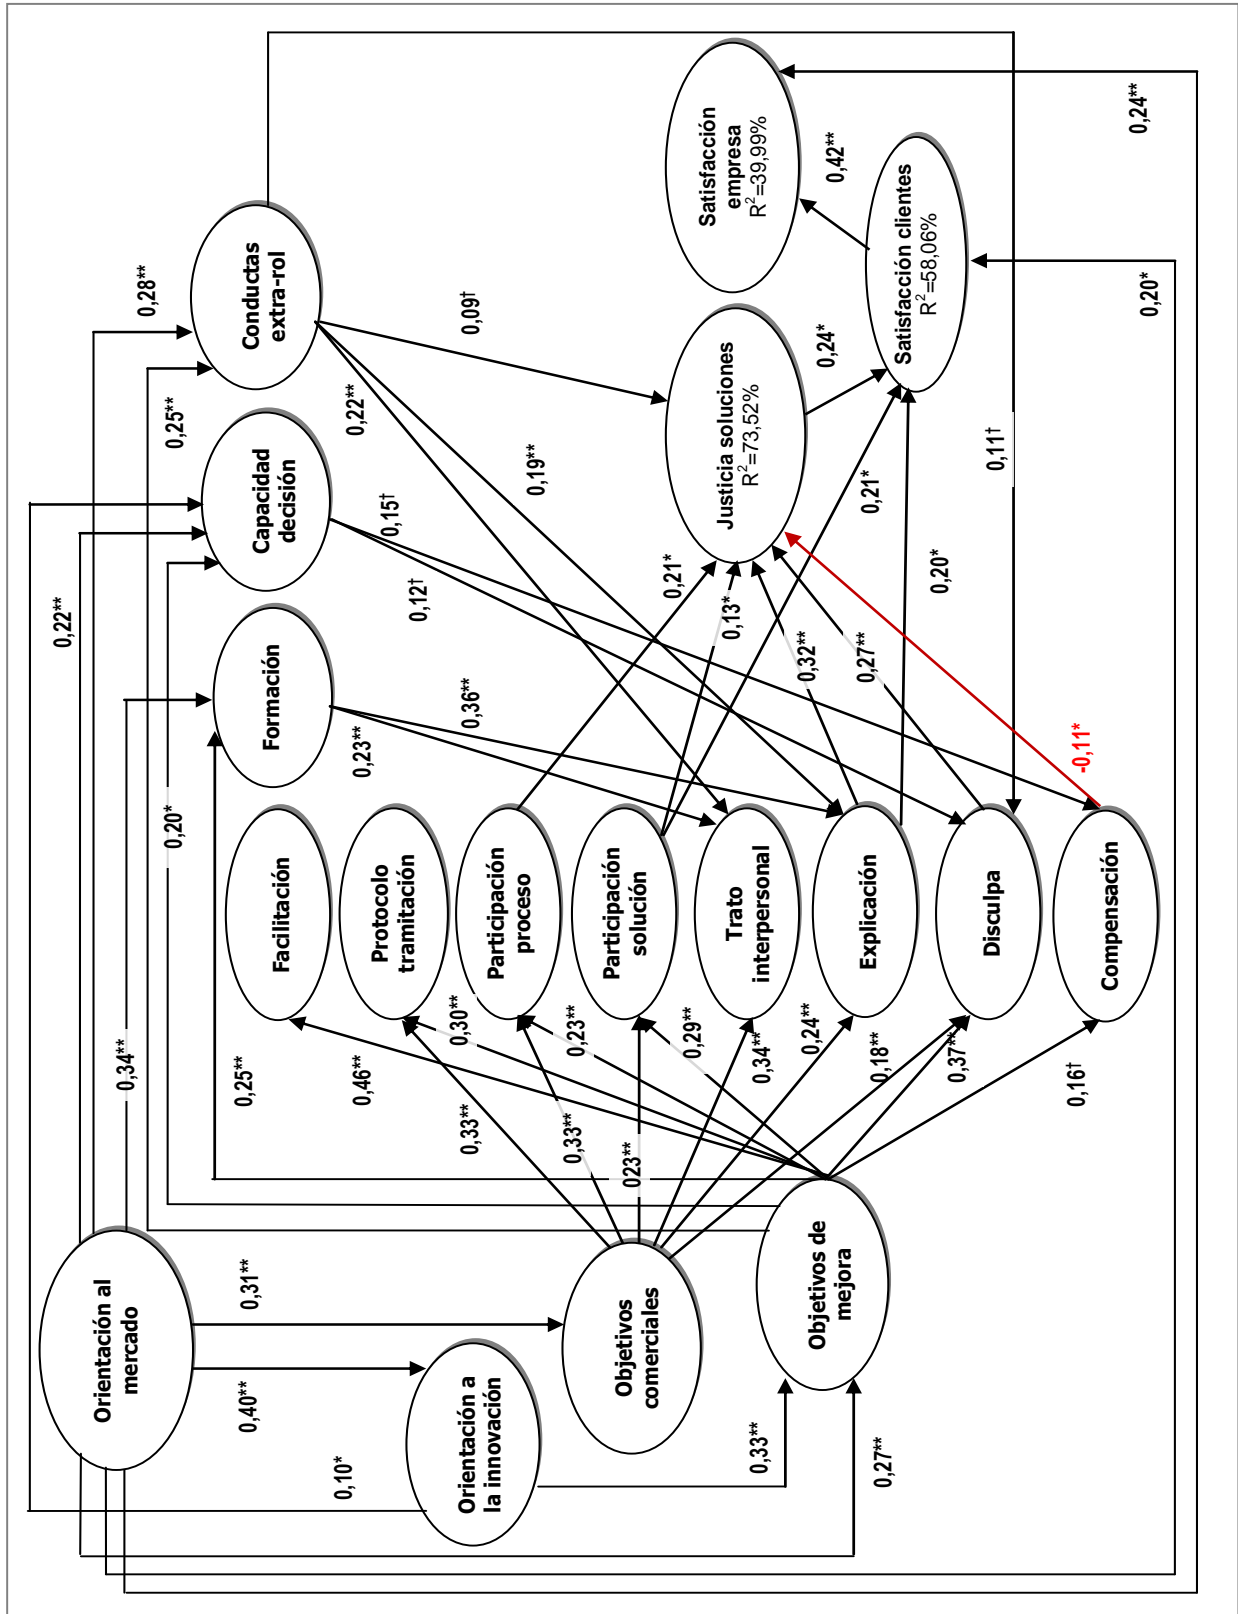 Orientación al
mercado
Orientación a
la innovación
Objetivos
comerciales
Objetivos de
mejora
Formación
Capacidad
decisión
Conductas
extra-rol
Facilitación
Protocolo
tramitación
Participación
proceso
Participación
solución
Trato
interpersonal
Explicación
Disculpa
Compensación
Justicia soluciones
R²=73,52%
Satisfacción
empresa
R²=39,99%
Satisfacción clientes
R²=58,06%
0,28**
0,25**
0,22**
0,20*
0,34**
0,25**
0,31**
0,40**
0,10*
0,33**
0,27**
0,46**
0,30**
0,33**
0,23**
0,33**
0,29**
023**
0,34**
0,24**
0,18**
0,37**
0,16†
0,23**
0,36**
0,12†
0,15†
0,22**
0,19**
0,09†
0,21*
0,13*
0,32**
0,27**
-0,11*
0,21*
0,20*
0,24*
0,42**
0,11†
0,20*
0,24**